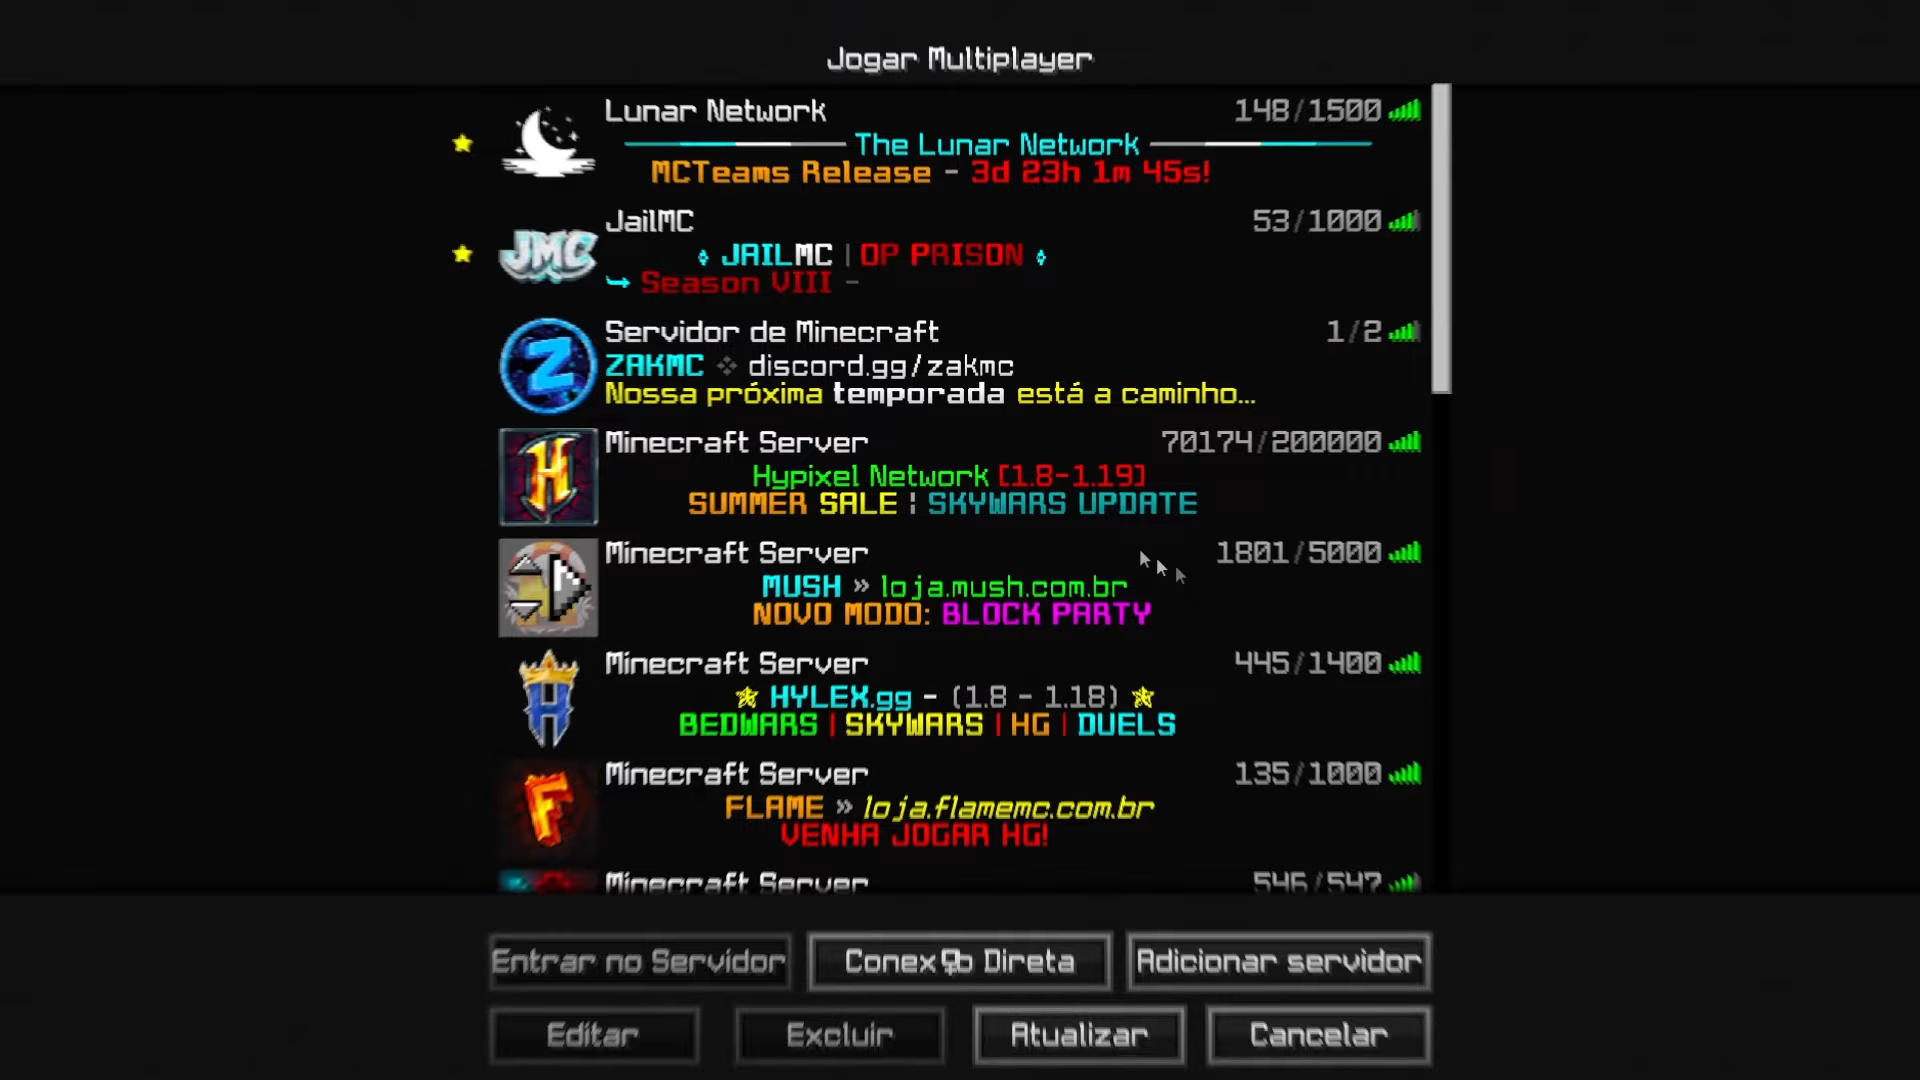 Jogar Multiplayer
Lunar Network 148/1500
The Lunar Network
MCTeams Release - 3d 23h 1m 45s!
JMC
JailMC 53/1000
JAILMC | OP PRISON
Season VIII -
Z
Servidor de Minecraft 1/2
ZAKMC discord.gg/zakmc
Nossa próxima temporada está a caminho...
H
Minecraft Server 70174/200000
Hypixel Network [1.8-1.19]
SUMMER SALE ¦ SKYWARS UPDATE
Minecraft Server 1801/5000
MUSH » loja.mush.com.br
NOVO MODO: BLOCK PARTY
H
Minecraft Server 445/1400
HYLEX.gg - (1.8 - 1.18)
BEDWARS | SKYWARS | HG | DUELS
F
Minecraft Server 135/1000
FLAME » loja.flamemc.com.br
VENHA JOGAR HG!
Minecraft Server 546/547
Entrar no Servidor
Direta
Adicionar servidor
Editar
Excluir
Atualizar
Cancelar